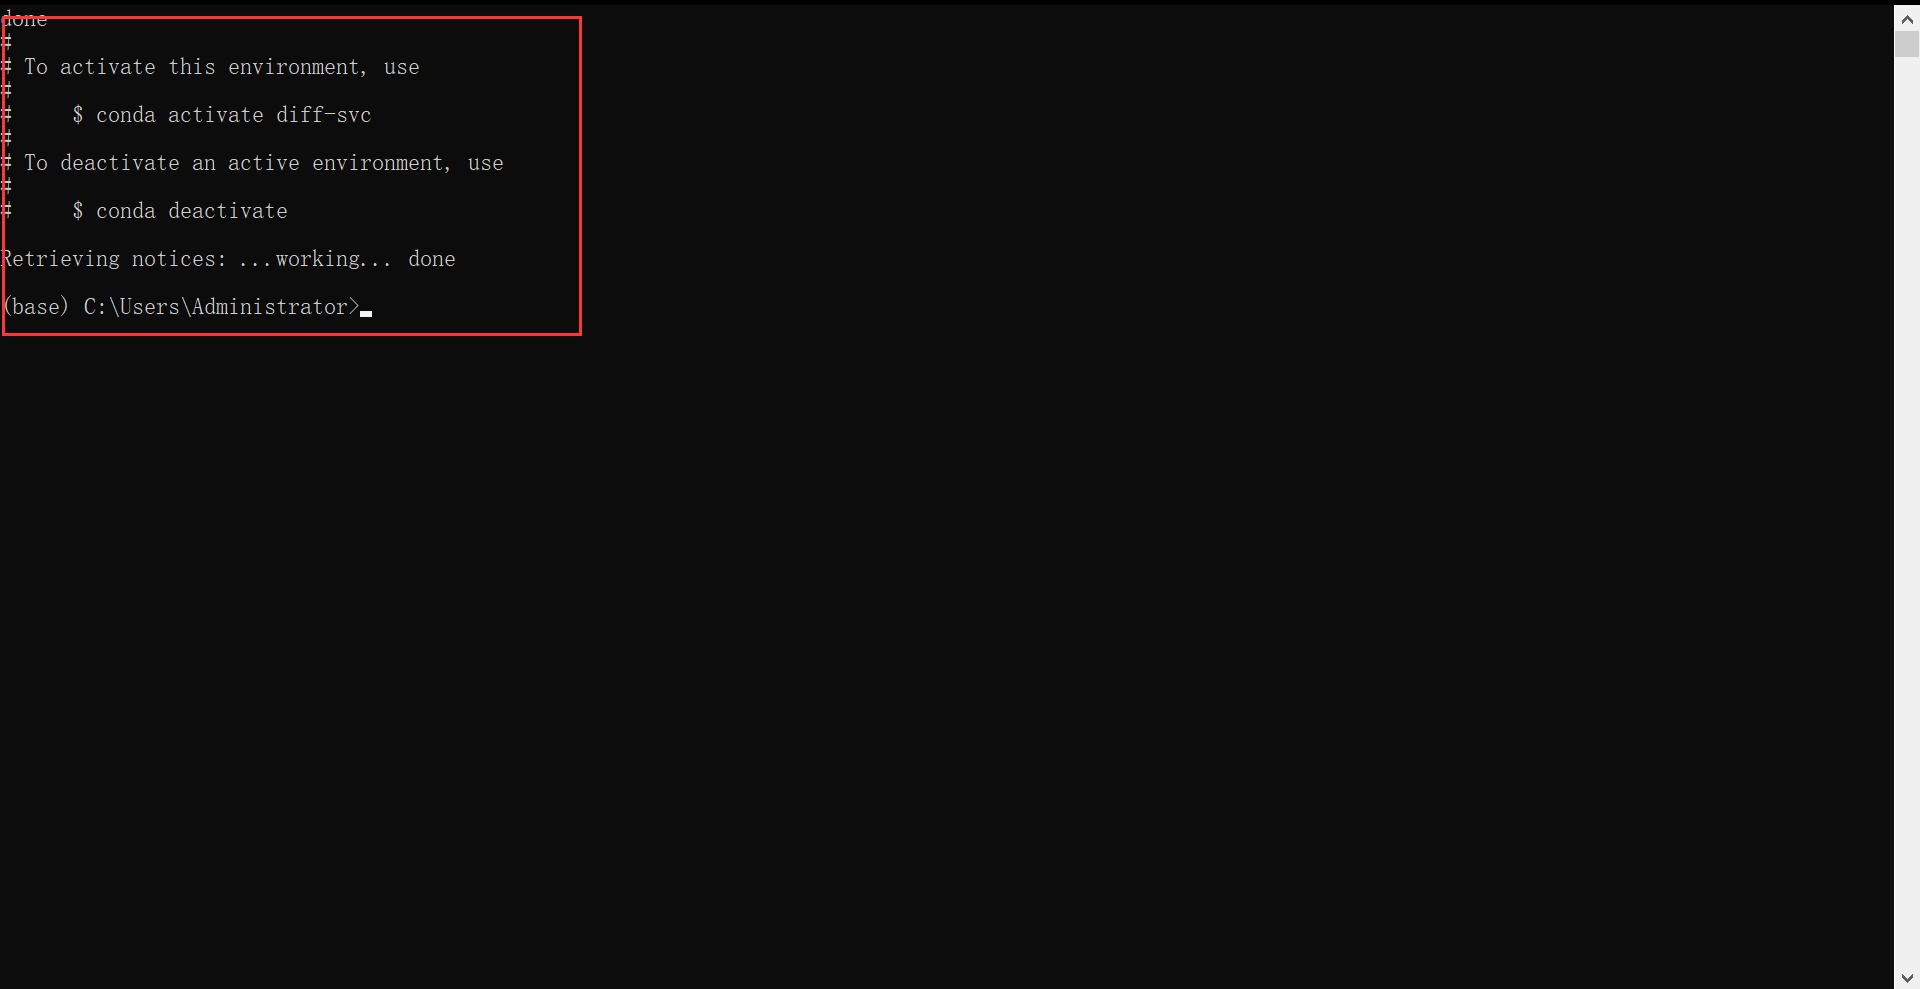 done
#
# To activate this environment, use
#
#     $ conda activate diff-svc
#
# To deactivate an active environment, use
#
#     $ conda deactivate
Retrieving notices: ...working... done
(base) C:\Users\Administrator>